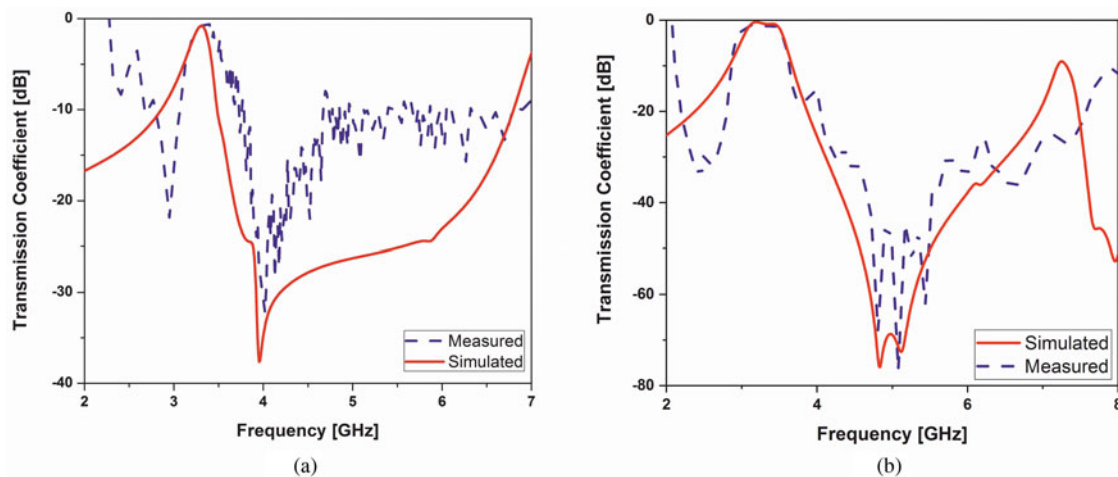 0
-10
-20
-30
-40
Transmission Coefficient [dB]
Measured
Simulated
2 3 4 5 6 7
Frequency [GHz]
(a)
0
-20
-40
-60
-80
Transmission Coefficient [dB]
Simulated
Measured
2 4 6 8
Frequency [GHz]
(b)